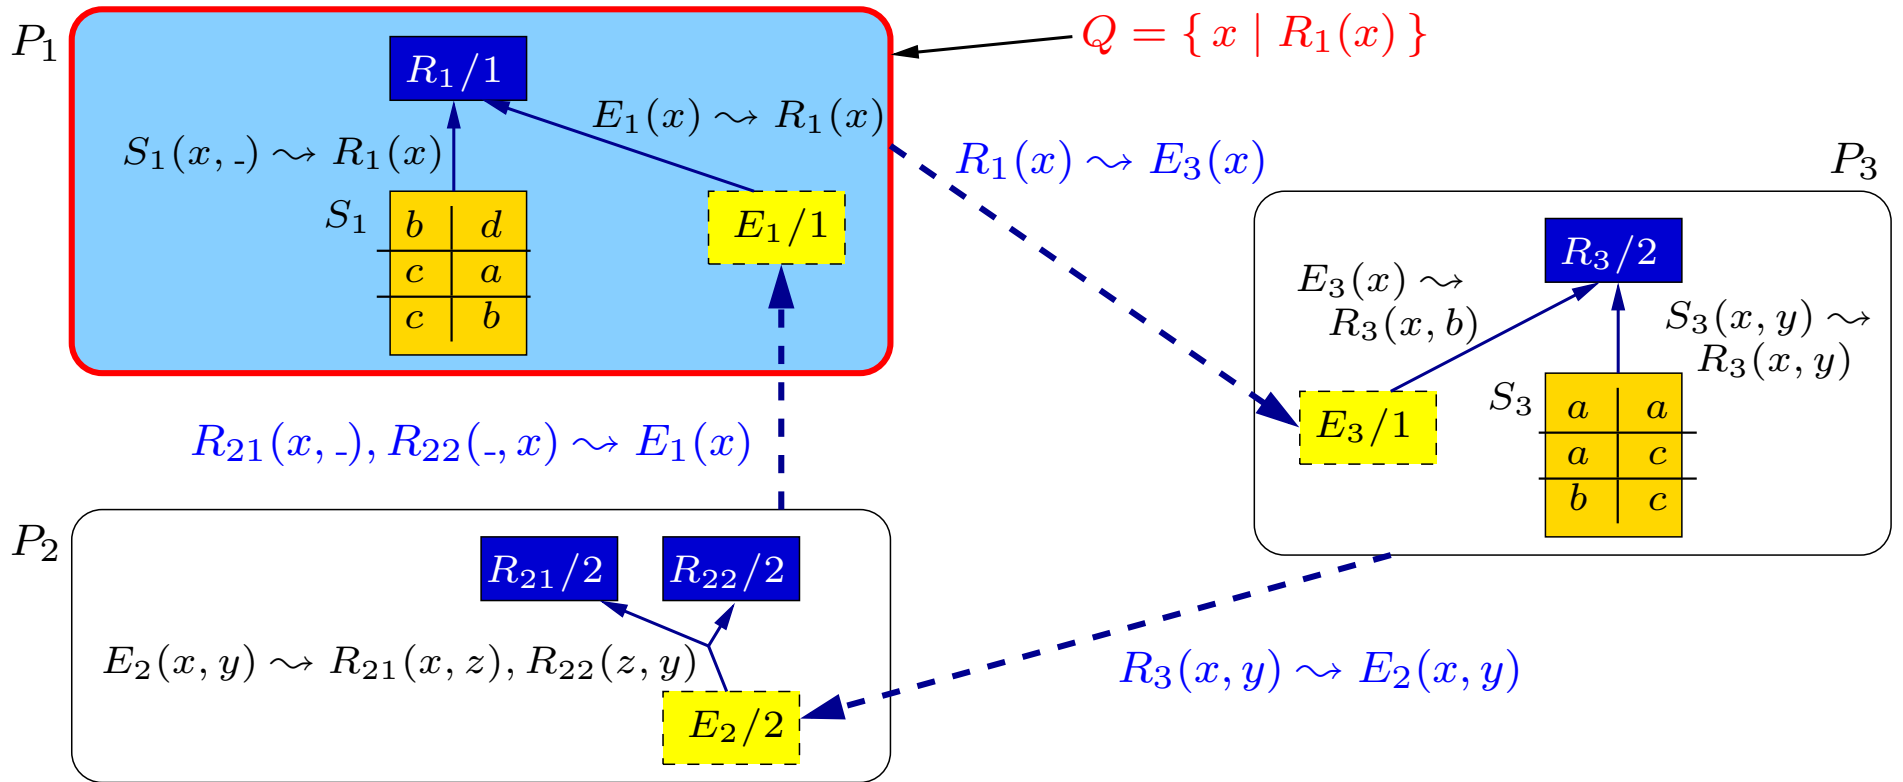 P₁
R₁/1
Q = { x | R₁(x) }
E₁(x) ⇝ R₁(x)
S₁(x, _) ⇝ R₁(x)
S₁
b d
c a
c b
E₁/1
R₁(x) ⇝ E₃(x)
P₃
R₃/2
E₃(x) ⇝
R₃(x, b)
S₃(x, y) ⇝
R₃(x, y)
E₃/1
S₃
a a
a c
b c
R₂₁(x, _), R₂₂(_, x) ⇝ E₁(x)
P₂
R₂₁/2
R₂₂/2
E₂(x, y) ⇝ R₂₁(x, z), R₂₂(z, y)
E₂/2
R₃(x, y) ⇝ E₂(x, y)